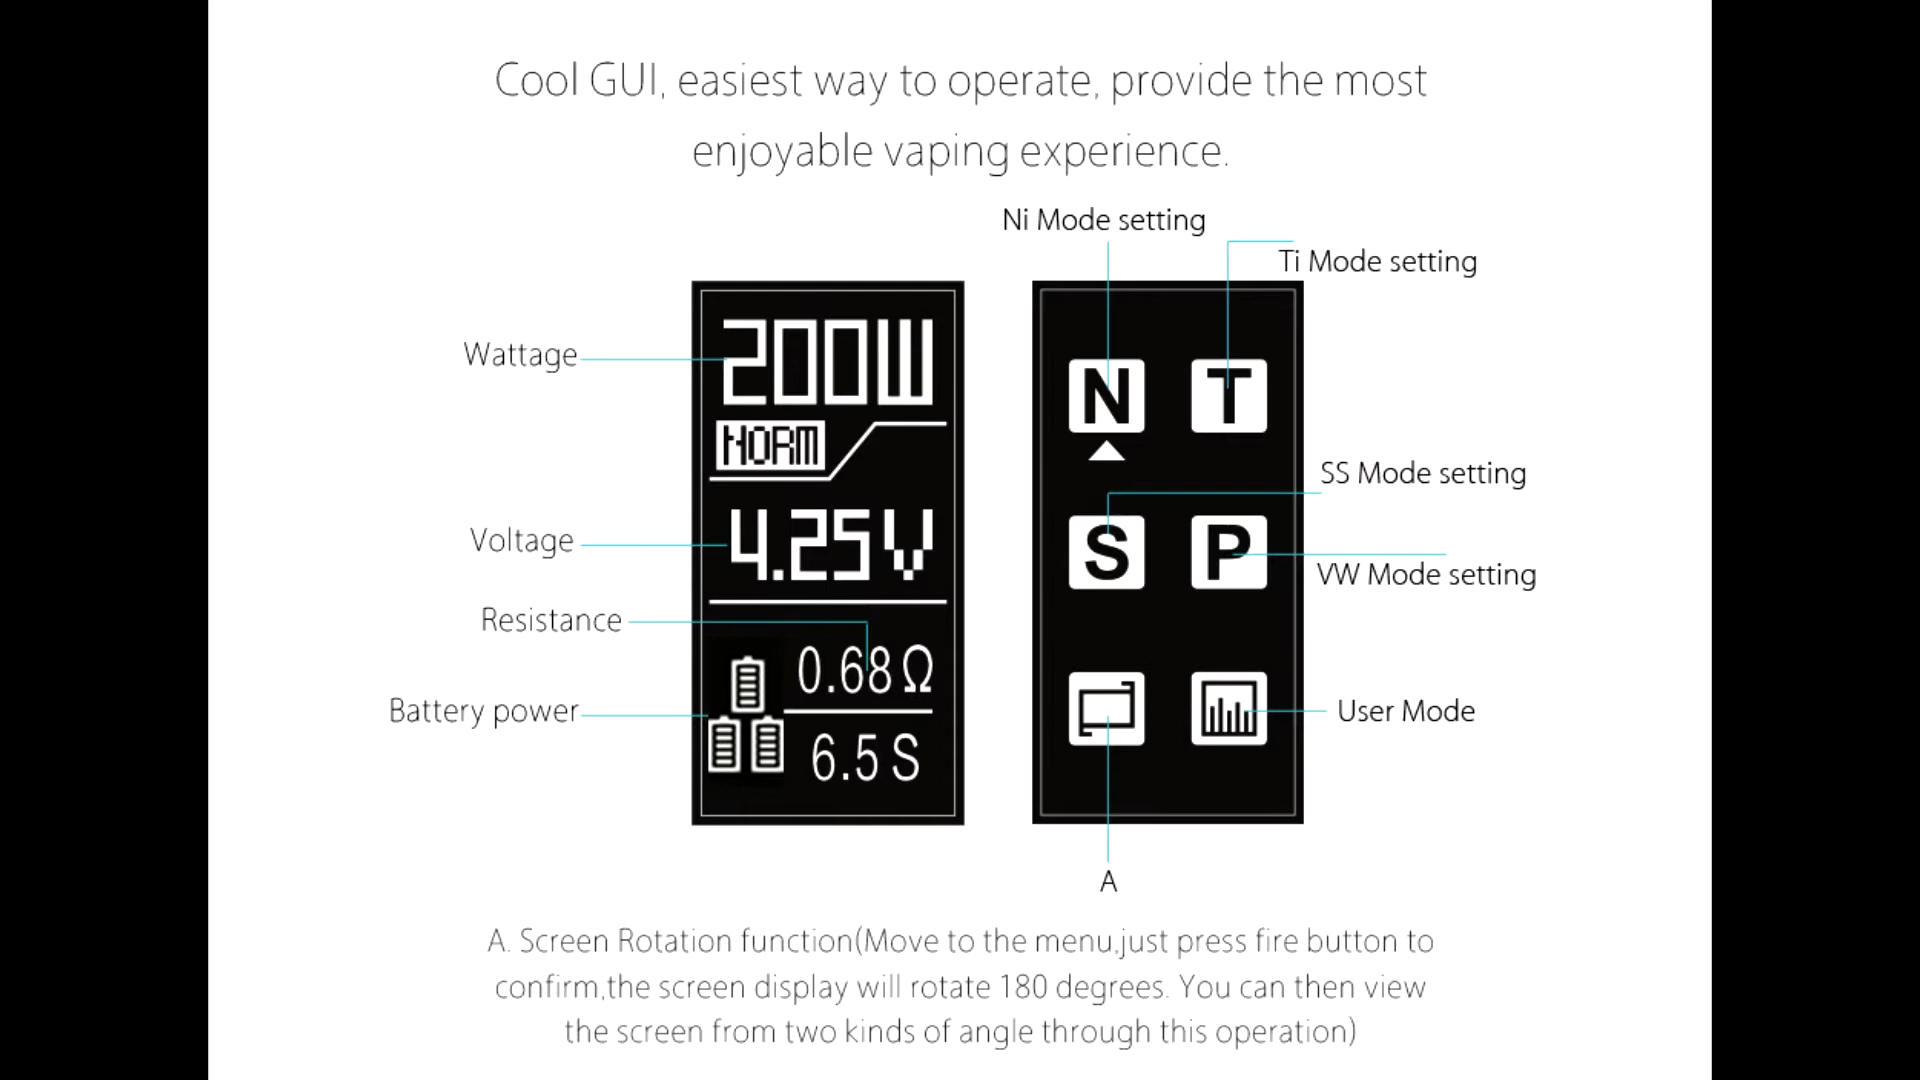 Cool GUI, easiest way to operate, provide the most
enjoyable vaping experience.
Ni Mode setting
Ti Mode setting
Wattage
200W
NORM
N
T
SS Mode setting
Voltage
4.25V
S
P
VW Mode setting
Resistance
0.68Ω
Battery power
6.5 S
User Mode
A
A. Screen Rotation function(Move to the menu,just press fire button to
confirm,the screen display will rotate 180 degrees. You can then view
the screen from two kinds of angle through this operation)